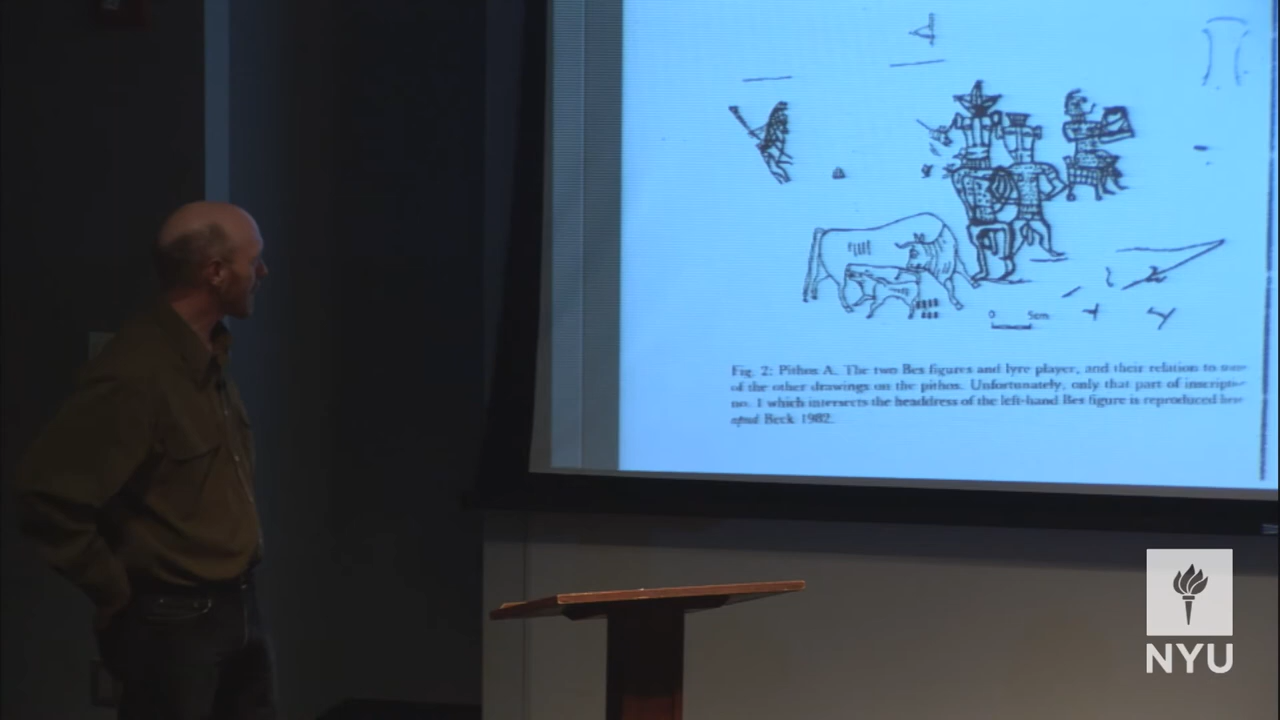 0 5cm
Fig. 2: Pithos A. The two Bes figures and lyre player, and their relation to some
of the other drawings on the pithos. Unfortunately, only that part of
no. 1 which intersects the headdress of the left-hand Bes figure is reproduced
apud Beck 1982.
NYU